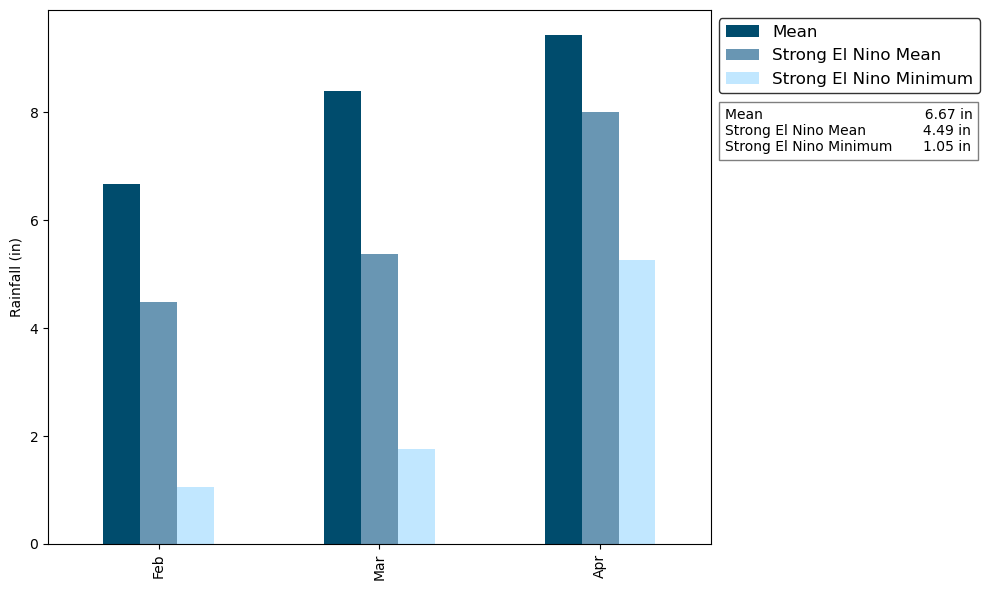 Mean
Strong El Nino Mean
Strong El Nino Minimum
Mean 6.67 in
Strong El Nino Mean 4.49 in
Strong El Nino Minimum 1.05 in
Rainfall (in)
8
6
4
2
0
Feb
Mar
Apr